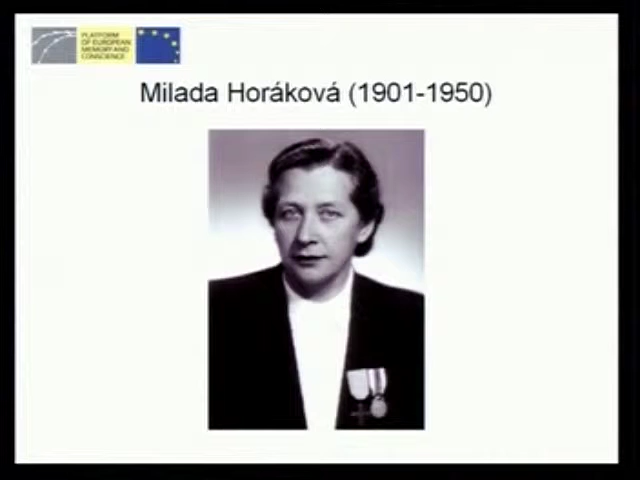 PLATFORM
OF EUROPEAN
MEMORY AND
CONSCIENCE
Milada Horáková (1901-1950)